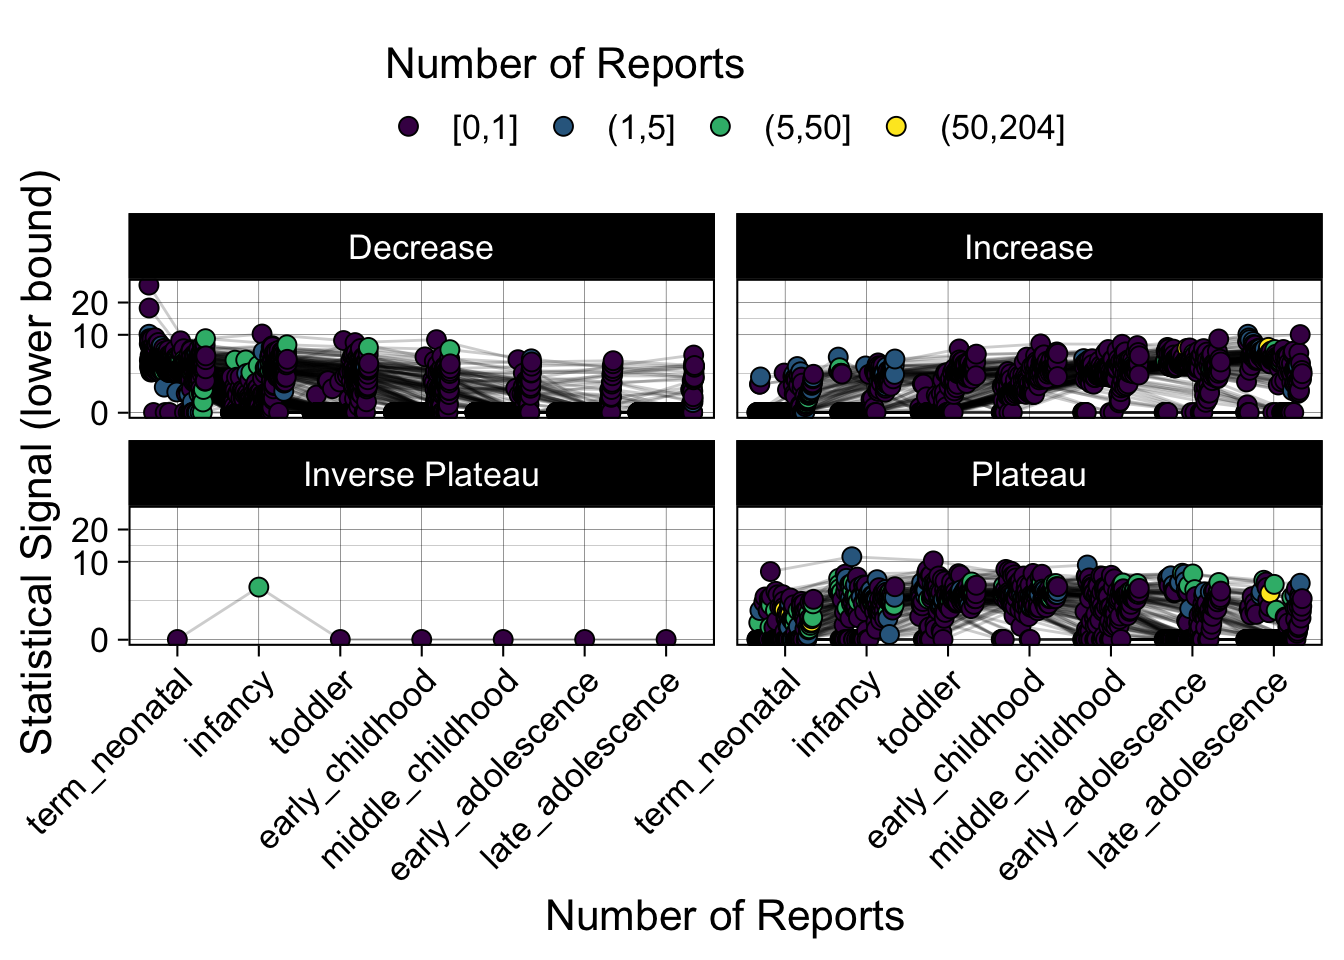 Number of Reports
[0,1] (1,5] (5,50] (50,204]
Statistical Signal (lower bound)
Decrease Increase
20
10
0
Inverse Plateau Plateau
20
10
0
term_neonatal infancy toddler early_childhood middle_childhood early_adolescence late_adolescence
term_neonatal infancy toddler early_childhood middle_childhood early_adolescence late_adolescence
Number of Reports